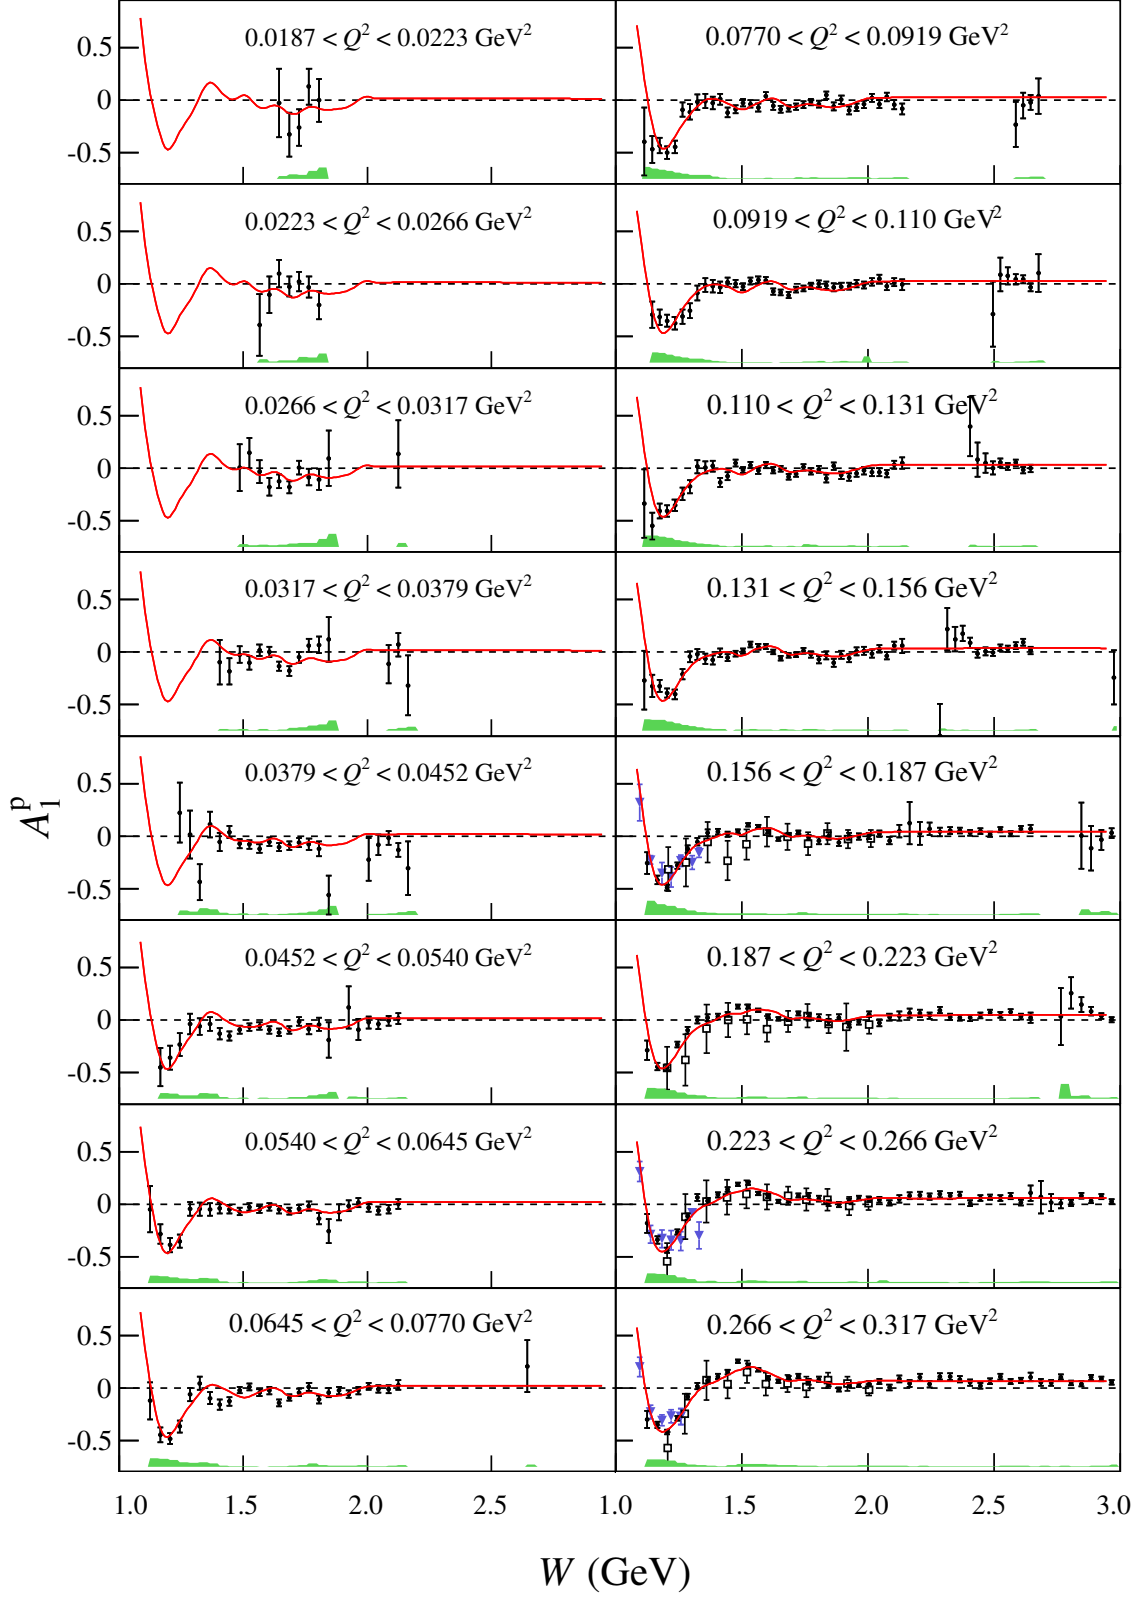 0.5
0
-0.5
0.0187 < Q² < 0.0223 GeV²
0.0770 < Q² < 0.0919 GeV²
0.5
0
-0.5
0.0223 < Q² < 0.0266 GeV²
0.0919 < Q² < 0.110 GeV²
0.5
0
-0.5
0.0266 < Q² < 0.0317 GeV²
0.110 < Q² < 0.131 GeV²
0.5
0
-0.5
0.0317 < Q² < 0.0379 GeV²
0.131 < Q² < 0.156 GeV²
0.5
0
-0.5
0.0379 < Q² < 0.0452 GeV²
0.156 < Q² < 0.187 GeV²
A₁ᵖ
0.5
0
-0.5
0.0452 < Q² < 0.0540 GeV²
0.187 < Q² < 0.223 GeV²
0.5
0
-0.5
0.0540 < Q² < 0.0645 GeV²
0.223 < Q² < 0.266 GeV²
0.5
0
-0.5
0.0645 < Q² < 0.0770 GeV²
0.266 < Q² < 0.317 GeV²
1.0 1.5 2.0 2.5 1.0 1.5 2.0 2.5 3.0
W (GeV)